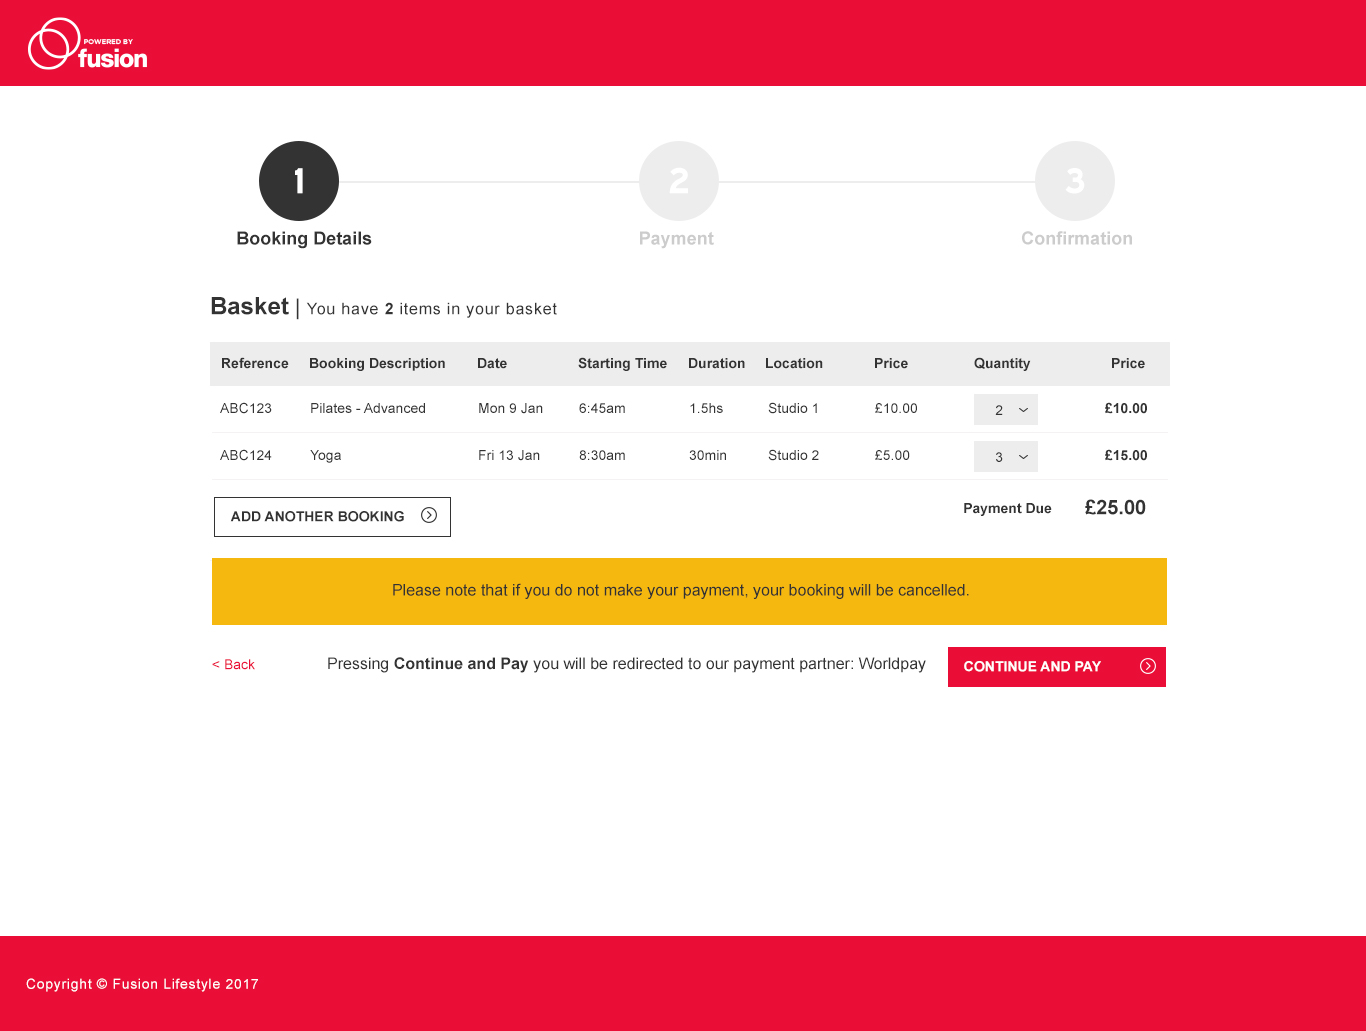 POWERED BY
fusion
1
2
3
Booking Details
Payment
Confirmation
Basket | You have 2 items in your basket
Reference Booking Description Date Starting Time Duration Location Price Quantity Price
ABC123 Pilates - Advanced Mon 9 Jan 6:45am 1.5hs Studio 1 £10.00 2 £10.00
ABC124 Yoga Fri 13 Jan 8:30am 30min Studio 2 £5.00 3 £15.00
ADD ANOTHER BOOKING
Payment Due £25.00
Please note that if you do not make your payment, your booking will be cancelled.
< Back
Pressing Continue and Pay you will be redirected to our payment partner: Worldpay
CONTINUE AND PAY
Copyright © Fusion Lifestyle 2017